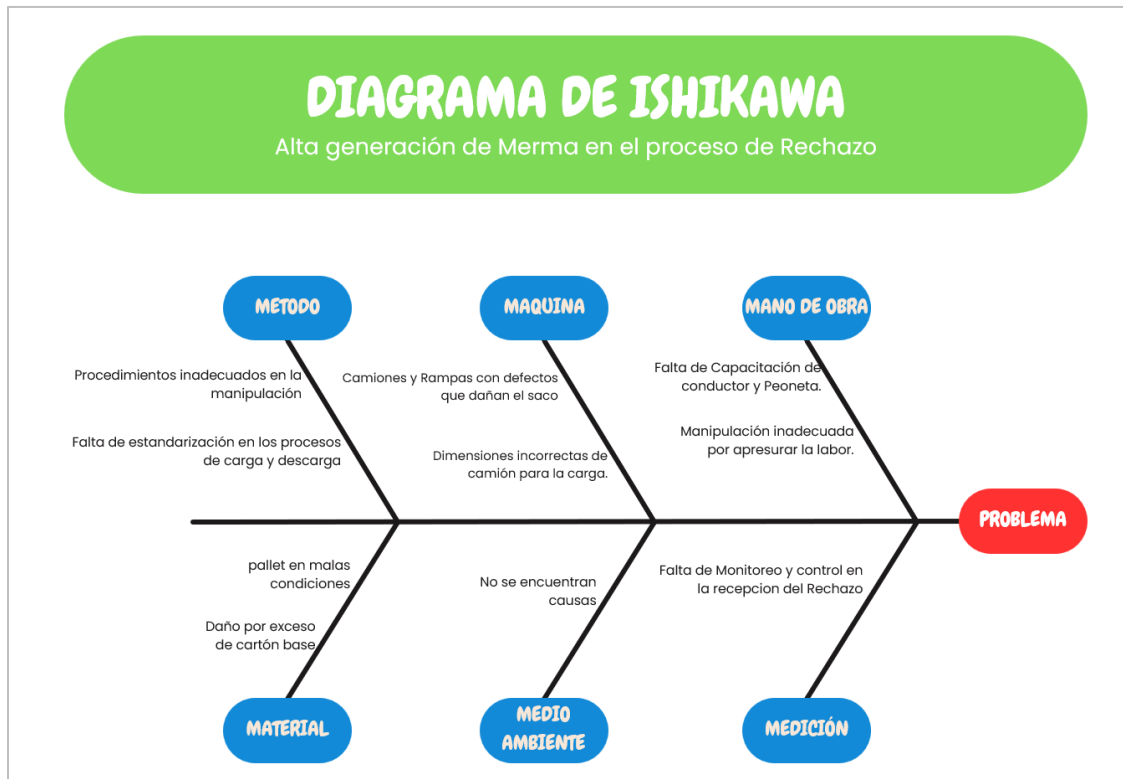 DIAGRAMA DE ISHIKAWA
Alta generación de Merma en el proceso de Rechazo
METODO
MAQUINA
MANO DE OBRA
Procedimientos inadecuados en la
manipulación
Falta de estandarización en los procesos
de carga y descarga
Camiones y Rampas con defectos
que dañan el saco
Dimensiones incorrectas de
camión para la carga.
Falta de Capacitación de
conductor y Peoneta.
Manipulación inadecuada
por apresurar la labor.
PROBLEMA
pallet en malas
condiciones
Daño por exceso
de cartón base
No se encuentran
causas
Falta de Monitoreo y control en
la recepcion del Rechazo
MATERIAL
MEDIO
AMBIENTE
MEDICIÓN